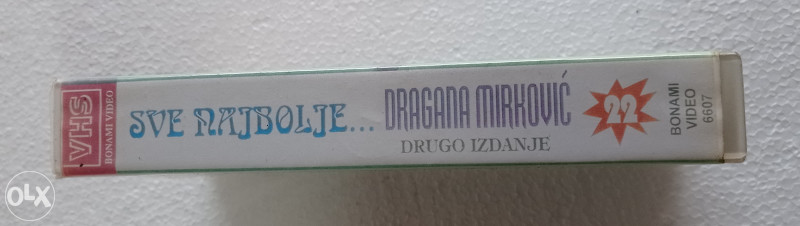 VHS
BONAMI VIDEO
SVE NAJBOLJE... DRAGANA MIRKOVIĆ
DRUGO IZDANJE
22
BONAMI
VIDEO
6607
OLX